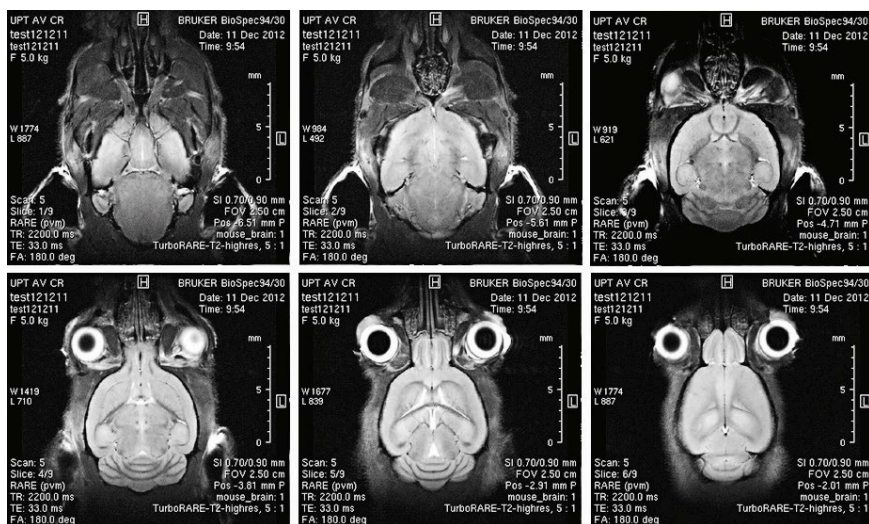 UPT AV CR
H
BRUKER BioSpec94/30
test121211
Date: 11 Dec 2012
test121211
Time: 9:54
F 5.0 kg
mm
W 1774
L 887
5
L
0
Scan: 5
SI 0.70/0.90 mm
Slice: 1/9
FOV 2.50 cm
RARE (pvm)
Pos -6.51 mm P
TR: 2200.0 ms
mouse_brain: 1
TE: 33.0 ms
TurboRARE-T2-highres, 5 : 1
FA: 180.0 deg
UPT AV CR
H
BRUKER BioSpec94/30
test121211
Date: 11 Dec 2012
test121211
Time: 9:54
F 5.0 kg
mm
W 984
L 492
5
L
0
Scan: 5
SI 0.70/0.90 mm
Slice: 2/9
FOV 2.50 cm
RARE (pvm)
Pos -5.61 mm P
TR: 2200.0 ms
mouse_brain: 1
TE: 33.0 ms
TurboRARE-T2-highres, 5 : 1
FA: 180.0 deg
UPT AV CR
H
BRUKER BioSpec94/30
test121211
Date: 11 Dec 2012
test121211
Time: 9:54
F 5.0 kg
mm
W 919
L 621
5
L
0
Scan: 5
SI 0.70/0.90 mm
Slice: 3/9
FOV 2.50 cm
RARE (pvm)
Pos -4.71 mm P
TR: 2200.0 ms
mouse_brain: 1
TE: 33.0 ms
TurboRARE-T2-highres, 5 : 1
FA: 180.0 deg
UPT AV CR
H
BRUKER BioSpec94/30
test121211
Date: 11 Dec 2012
test121211
Time: 9:54
F 5.0 kg
mm
W 1419
L 710
5
L
0
Scan: 5
SI 0.70/0.90 mm
Slice: 4/9
FOV 2.50 cm
RARE (pvm)
Pos -3.81 mm P
TR: 2200.0 ms
mouse_brain: 1
TE: 33.0 ms
TurboRARE-T2-highres, 5 : 1
FA: 180.0 deg
UPT AV CR
H
BRUKER BioSpec94/30
test121211
Date: 11 Dec 2012
test121211
Time: 9:54
F 5.0 kg
mm
W 1677
L 839
5
L
0
Scan: 5
SI 0.70/0.90 mm
Slice: 5/9
FOV 2.50 cm
RARE (pvm)
Pos -2.91 mm P
TR: 2200.0 ms
mouse_brain: 1
TE: 33.0 ms
TurboRARE-T2-highres, 5 : 1
FA: 180.0 deg
UPT AV CR
H
BRUKER BioSpec94/30
test121211
Date: 11 Dec 2012
test121211
Time: 9:54
F 5.0 kg
mm
W 1774
L 887
5
L
0
Scan: 5
SI 0.70/0.90 mm
Slice: 6/9
FOV 2.50 cm
RARE (pvm)
Pos -2.01 mm P
TR: 2200.0 ms
mouse_brain: 1
TE: 33.0 ms
TurboRARE-T2-highres, 5 : 1
FA: 180.0 deg